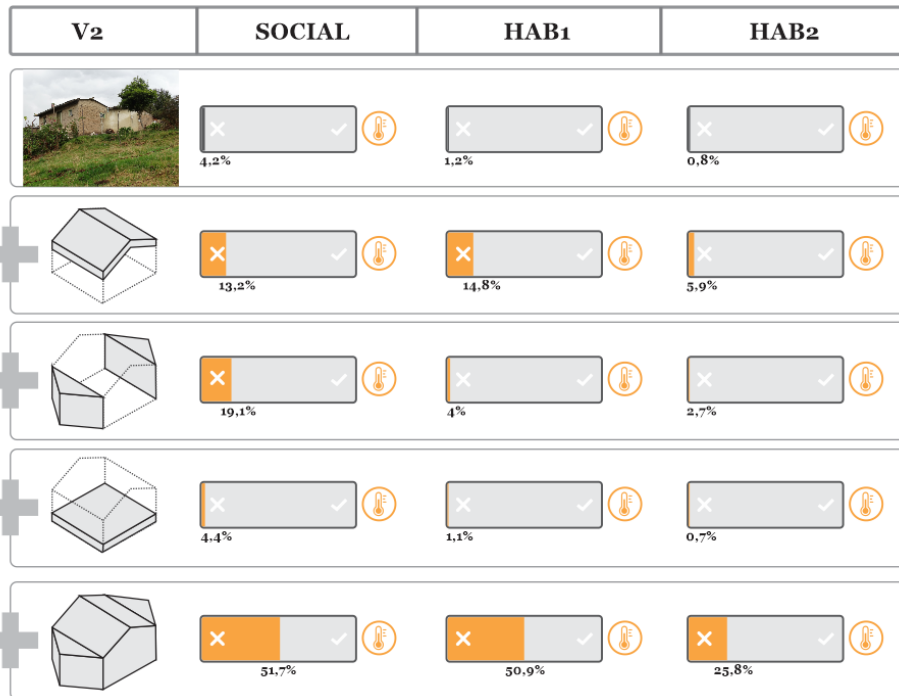 V2 SOCIAL HAB1 HAB2
4,2% 1,2% 0,8%
13,2% 14,8% 5,9%
19,1% 4% 2,7%
4,4% 1,1% 0,7%
51,7% 50,9% 25,8%